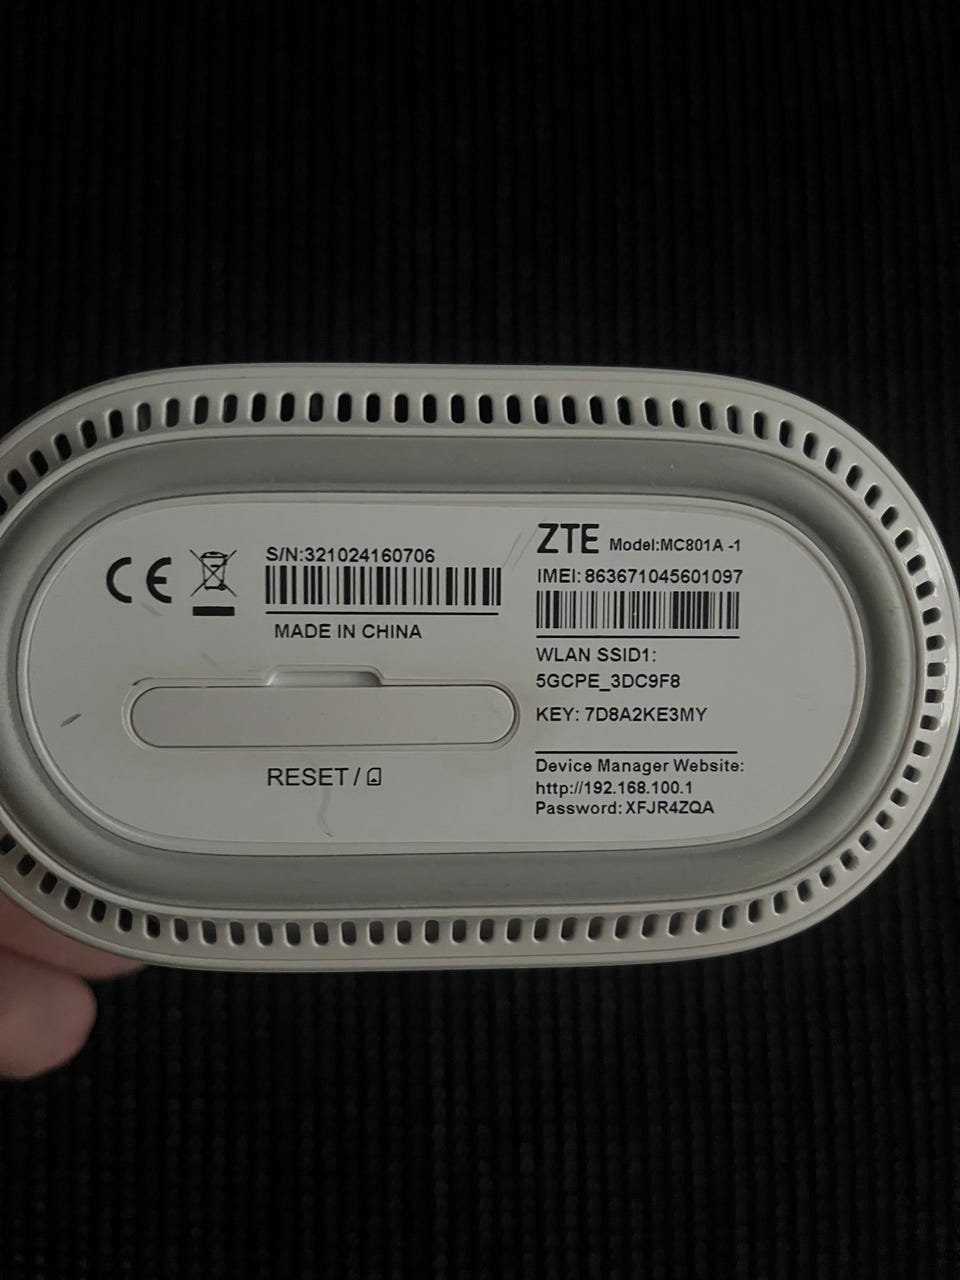 S/N:321024160706
MADE IN CHINA
RESET /
ZTE Model:MC801A -1
IMEI: 863671045601097
WLAN SSID1:
5GCPE_3DC9F8
KEY: 7D8A2KE3MY
Device Manager Website:
http://192.168.100.1
Password: XFJR4ZQA